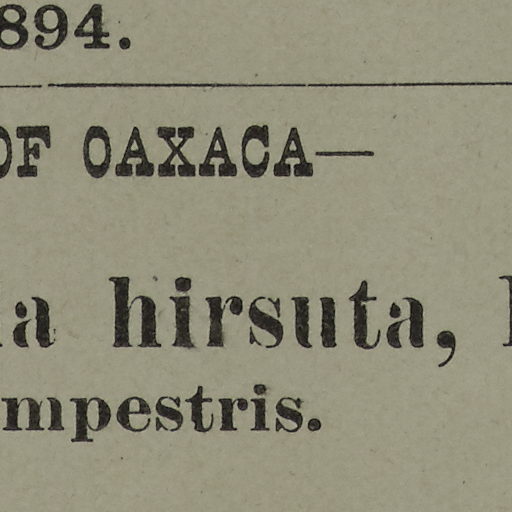 894.
OF OAXACA—
a hirsuta,
mpestris.